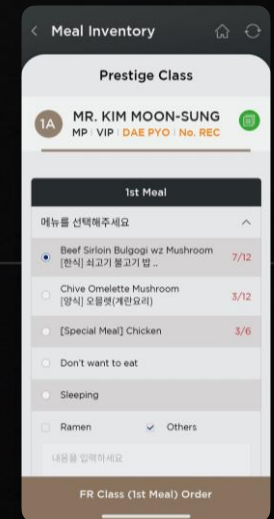 Meal Inventory
Prestige Class
1A
MR. KIM MOON-SUNG
MP | VIP | DAE PYO | No. REC
1st Meal
메뉴를 선택해주세요
Beef Sirloin Bulgogi wz Mushroom
[한식] 쇠고기 불고기 밥 ..
7/12
Chive Omelette Mushroom
[양식] 오믈렛(계란요리)
3/12
[Special Meal] Chicken
3/6
Don't want to eat
Sleeping
Ramen
Others
내용을 입력하세요
FR Class (1st Meal) Order